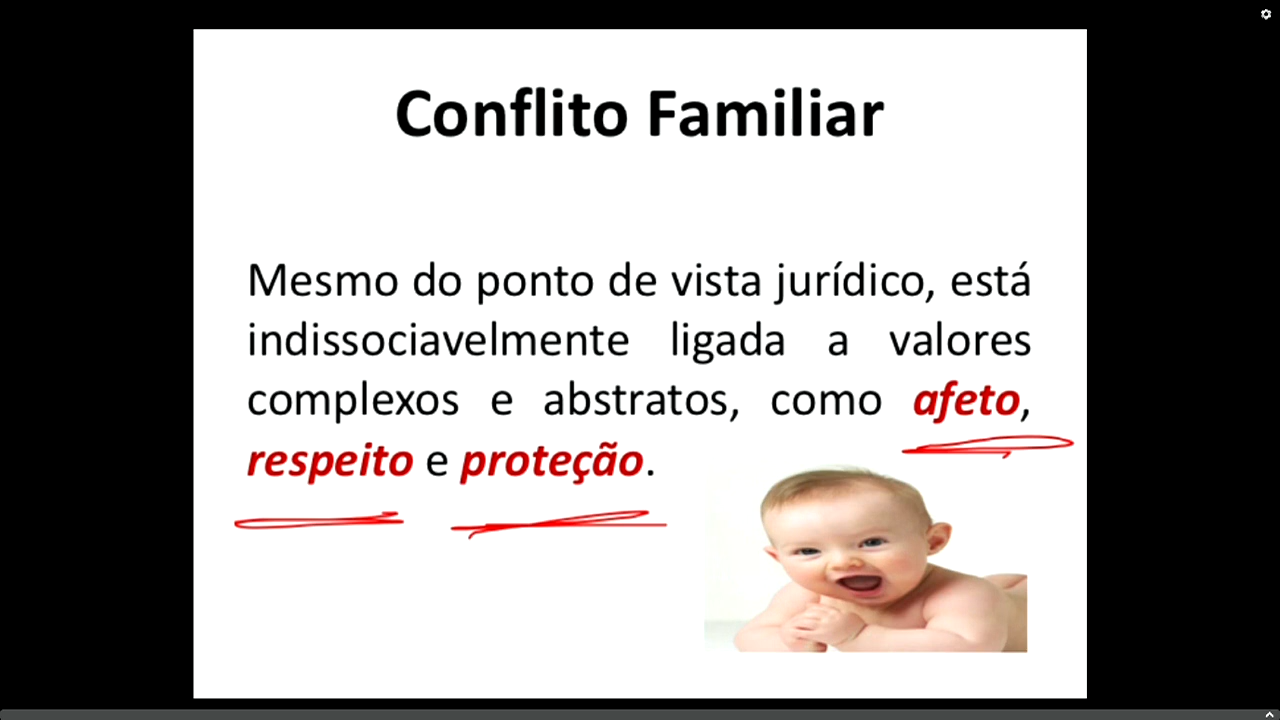 Conflito Familiar
Mesmo do ponto de vista jurídico, está
indissociavelmente ligada a valores
complexos e abstratos, como afeto,
respeito e proteção.